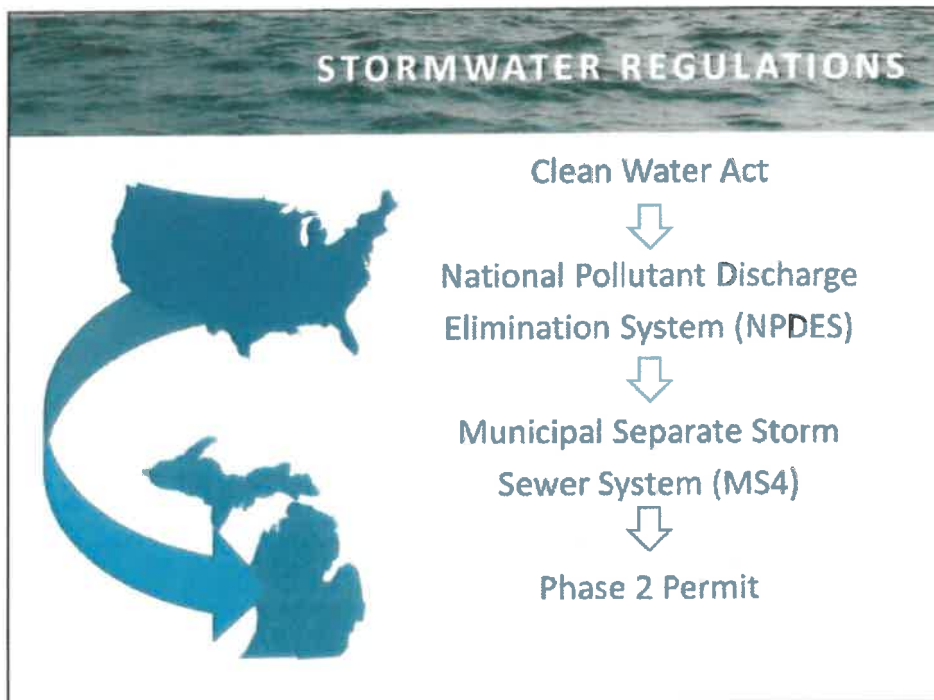 STORMWATER REGULATIONS
Clean Water Act
National Pollutant Discharge
Elimination System (NPDES)
Municipal Separate Storm
Sewer System (MS4)
Phase 2 Permit